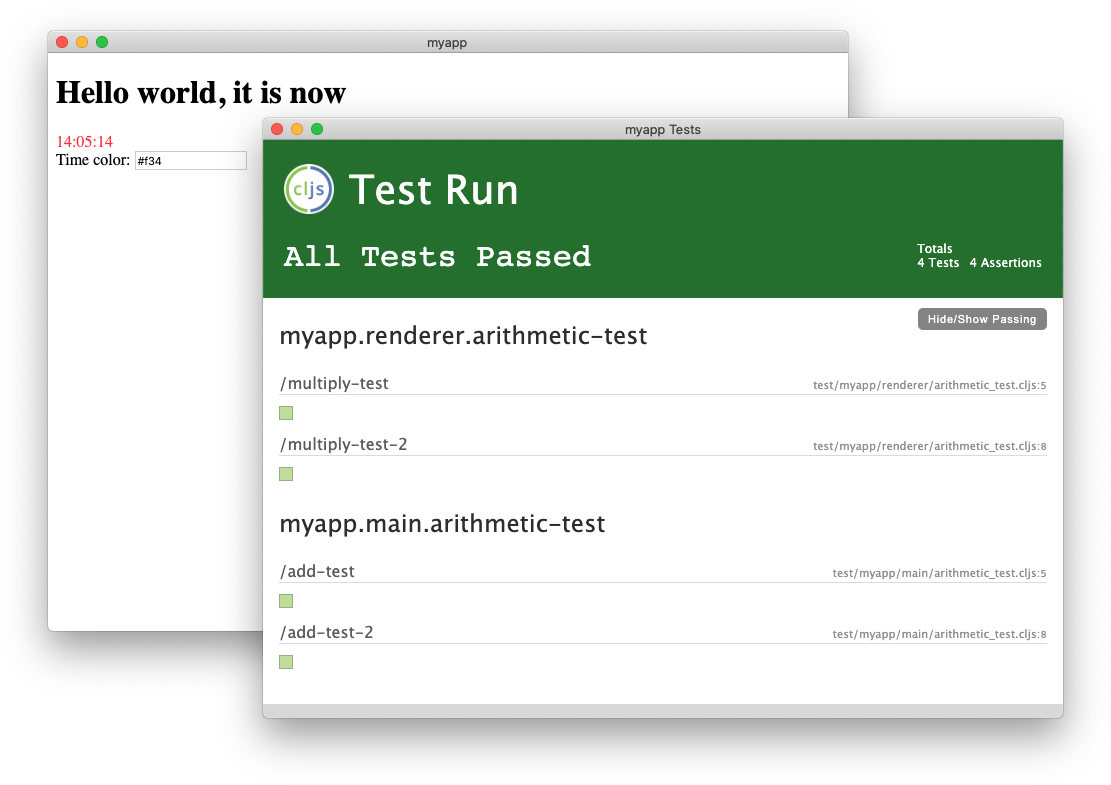 myapp
Hello world, it is now
14:05:14
Time color: #f34
myapp Tests
cljs
Test Run
All Tests Passed
Totals
4 Tests 4 Assertions
Hide/Show Passing
myapp.renderer.arithmetic-test
/multiply-test test/myapp/renderer/arithmetic_test.cljs:5
/multiply-test-2 test/myapp/renderer/arithmetic_test.cljs:8
myapp.main.arithmetic-test
/add-test test/myapp/main/arithmetic_test.cljs:5
/add-test-2 test/myapp/main/arithmetic_test.cljs:8